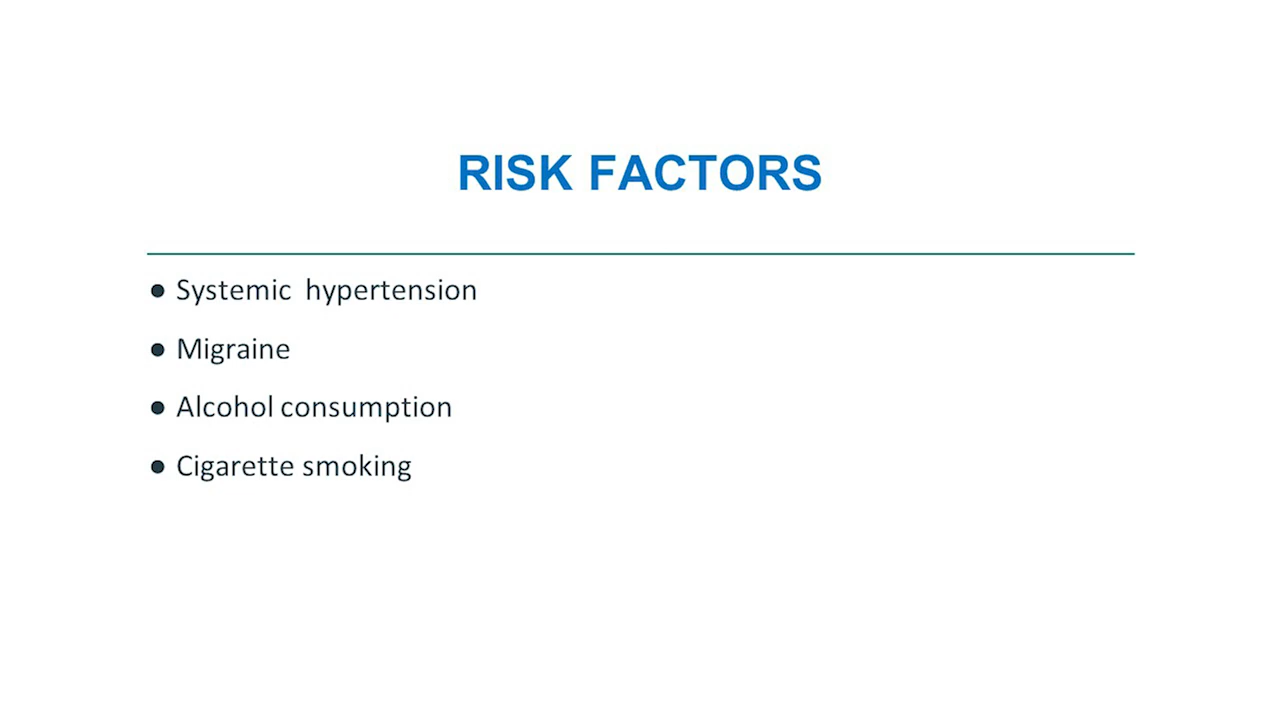 RISK FACTORS
● Systemic hypertension
● Migraine
● Alcohol consumption
● Cigarette smoking